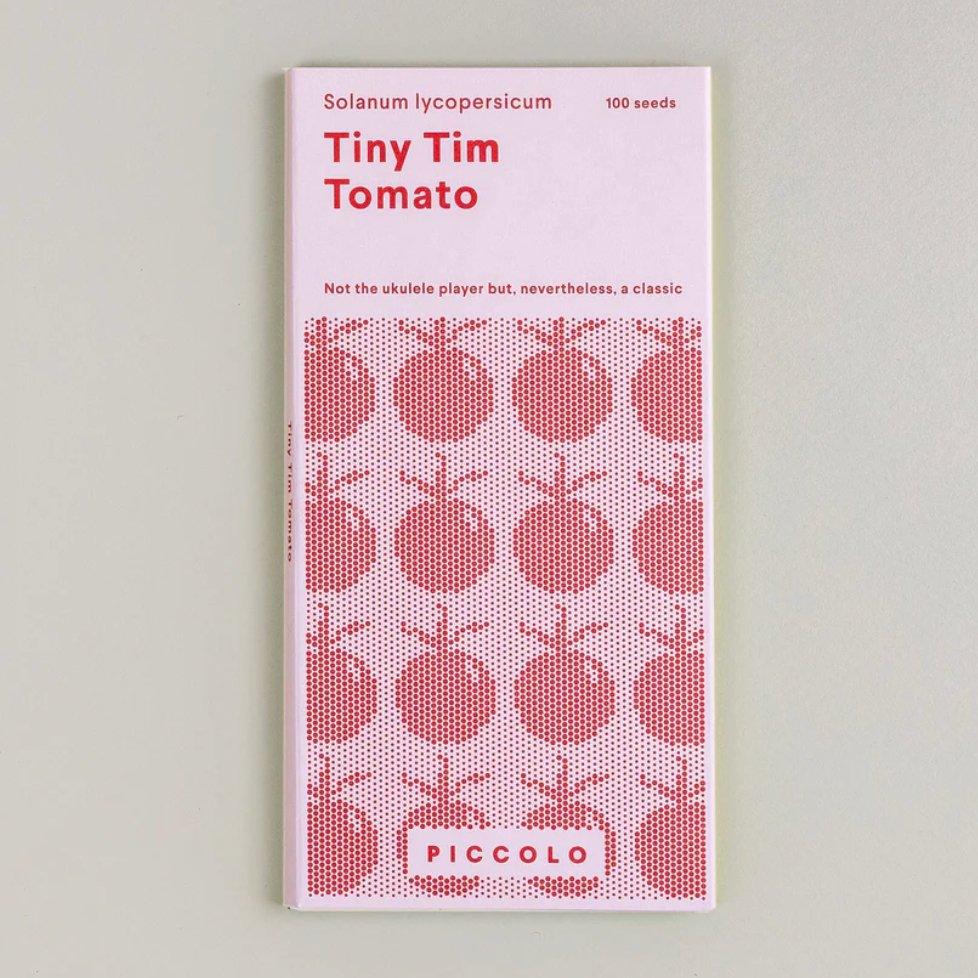 Solanum lycopersicum
100 seeds
Tiny Tim
Tomato
Not the ukulele player but, nevertheless, a classic
Tiny Tim Tomato
PICCOLO